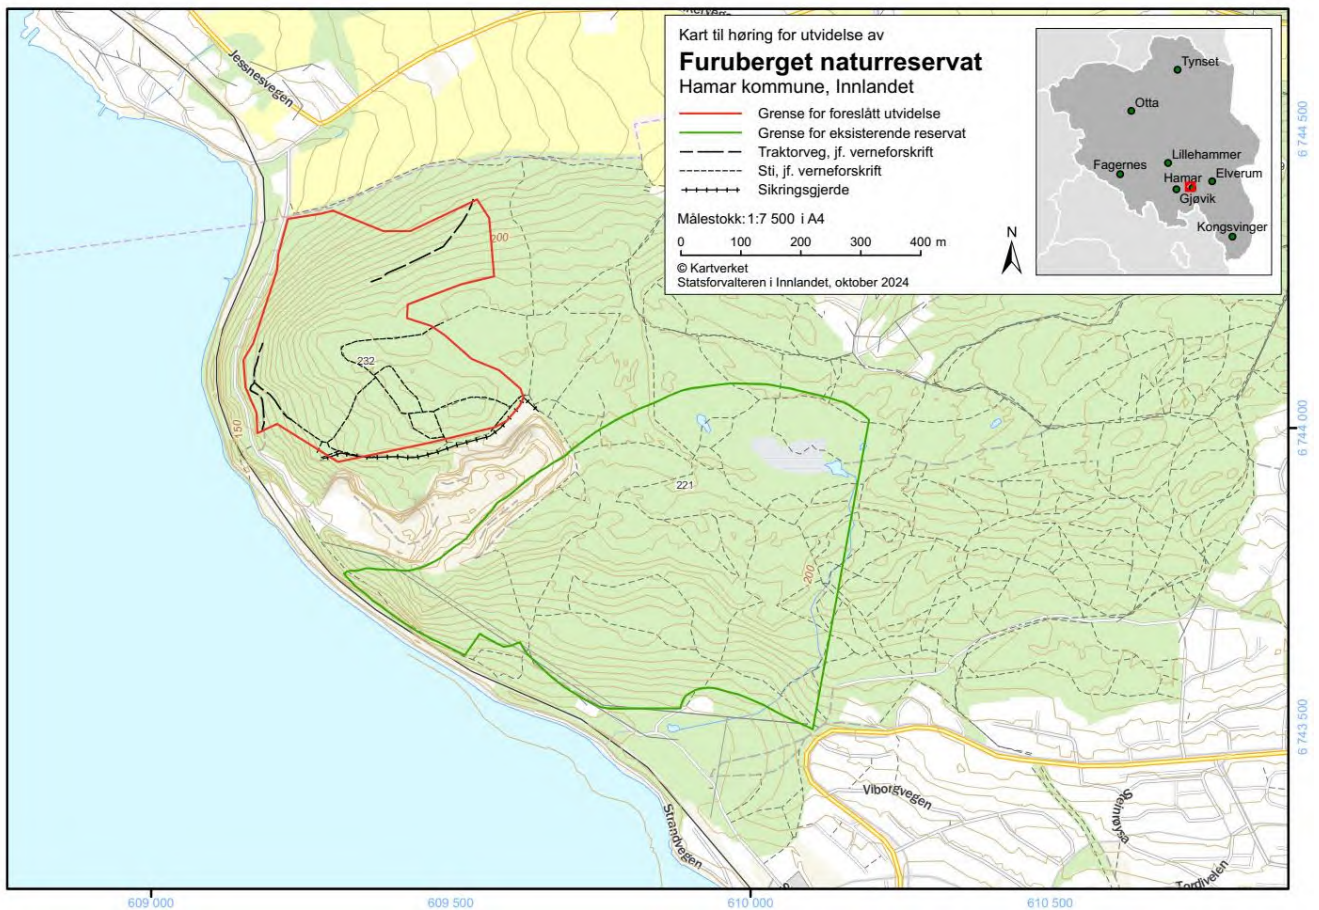 Kart til høring for utvidelse av
Furuberget naturreservat
Hamar kommune, Innlandet
Grense for foreslått utvidelse
Grense for eksisterende reservat
Traktorveg, jf. verneforskrift
Sti, jf. verneforskrift
Sikringsgjerde
Målestokk: 1:7 500 i A4
0 100 200 300 400 m
© Kartverket
Statsforvalteren i Innlandet, oktober 2024
N
Tynset
Otta
Lillehammer
Fagernes
Hamar
Elverum
Gjøvik
Kongsvinger
Jessnesvegen
200
232
150
221
200
Viborgvegen
Steinrøysa
Strandvegen
6 744 500
6 744 000
6 743 500
609 000
609 500
610 000
610 500